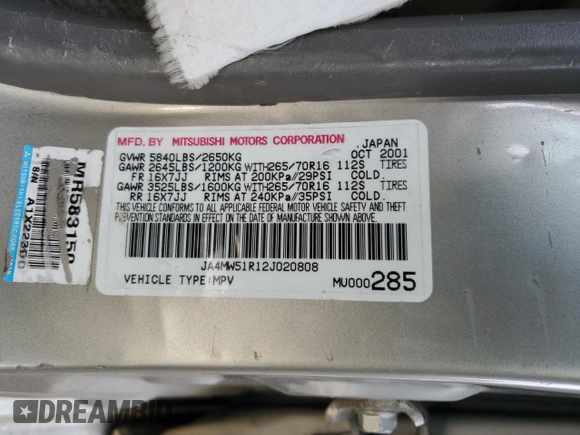 MFD. BY MITSUBISHI MOTORS CORPORATION
JAPAN
GVWR 5840LBS/2650KG OCT 2001
GAWR 2645LBS/1200KG WITH265/70R16 112S TIRES
FR 16X7JJ RIMS AT 200KPa//29PSI COLD.
GAWR 3525LBS/1600KG WITH265/70R16 112S TIRES
RR 16X7JJ RIMS AT 240KPa//35PSI COLD.
THIS VEHICLE CONFORMS TO ALL APPLICABLE FEDERAL MOTOR VEHICLE SAFETY AND THEFT
PREVENTION STANDARDS IN EFFECT ON THE DATE OF MANUFACTURE SHOWN ABOVE.
JA4MW51R12J020808
VEHICLE TYPE:MPV MU000285
MR583150
S/N
MITSUBISHI ELECTRIC CORP.
DREAMBID